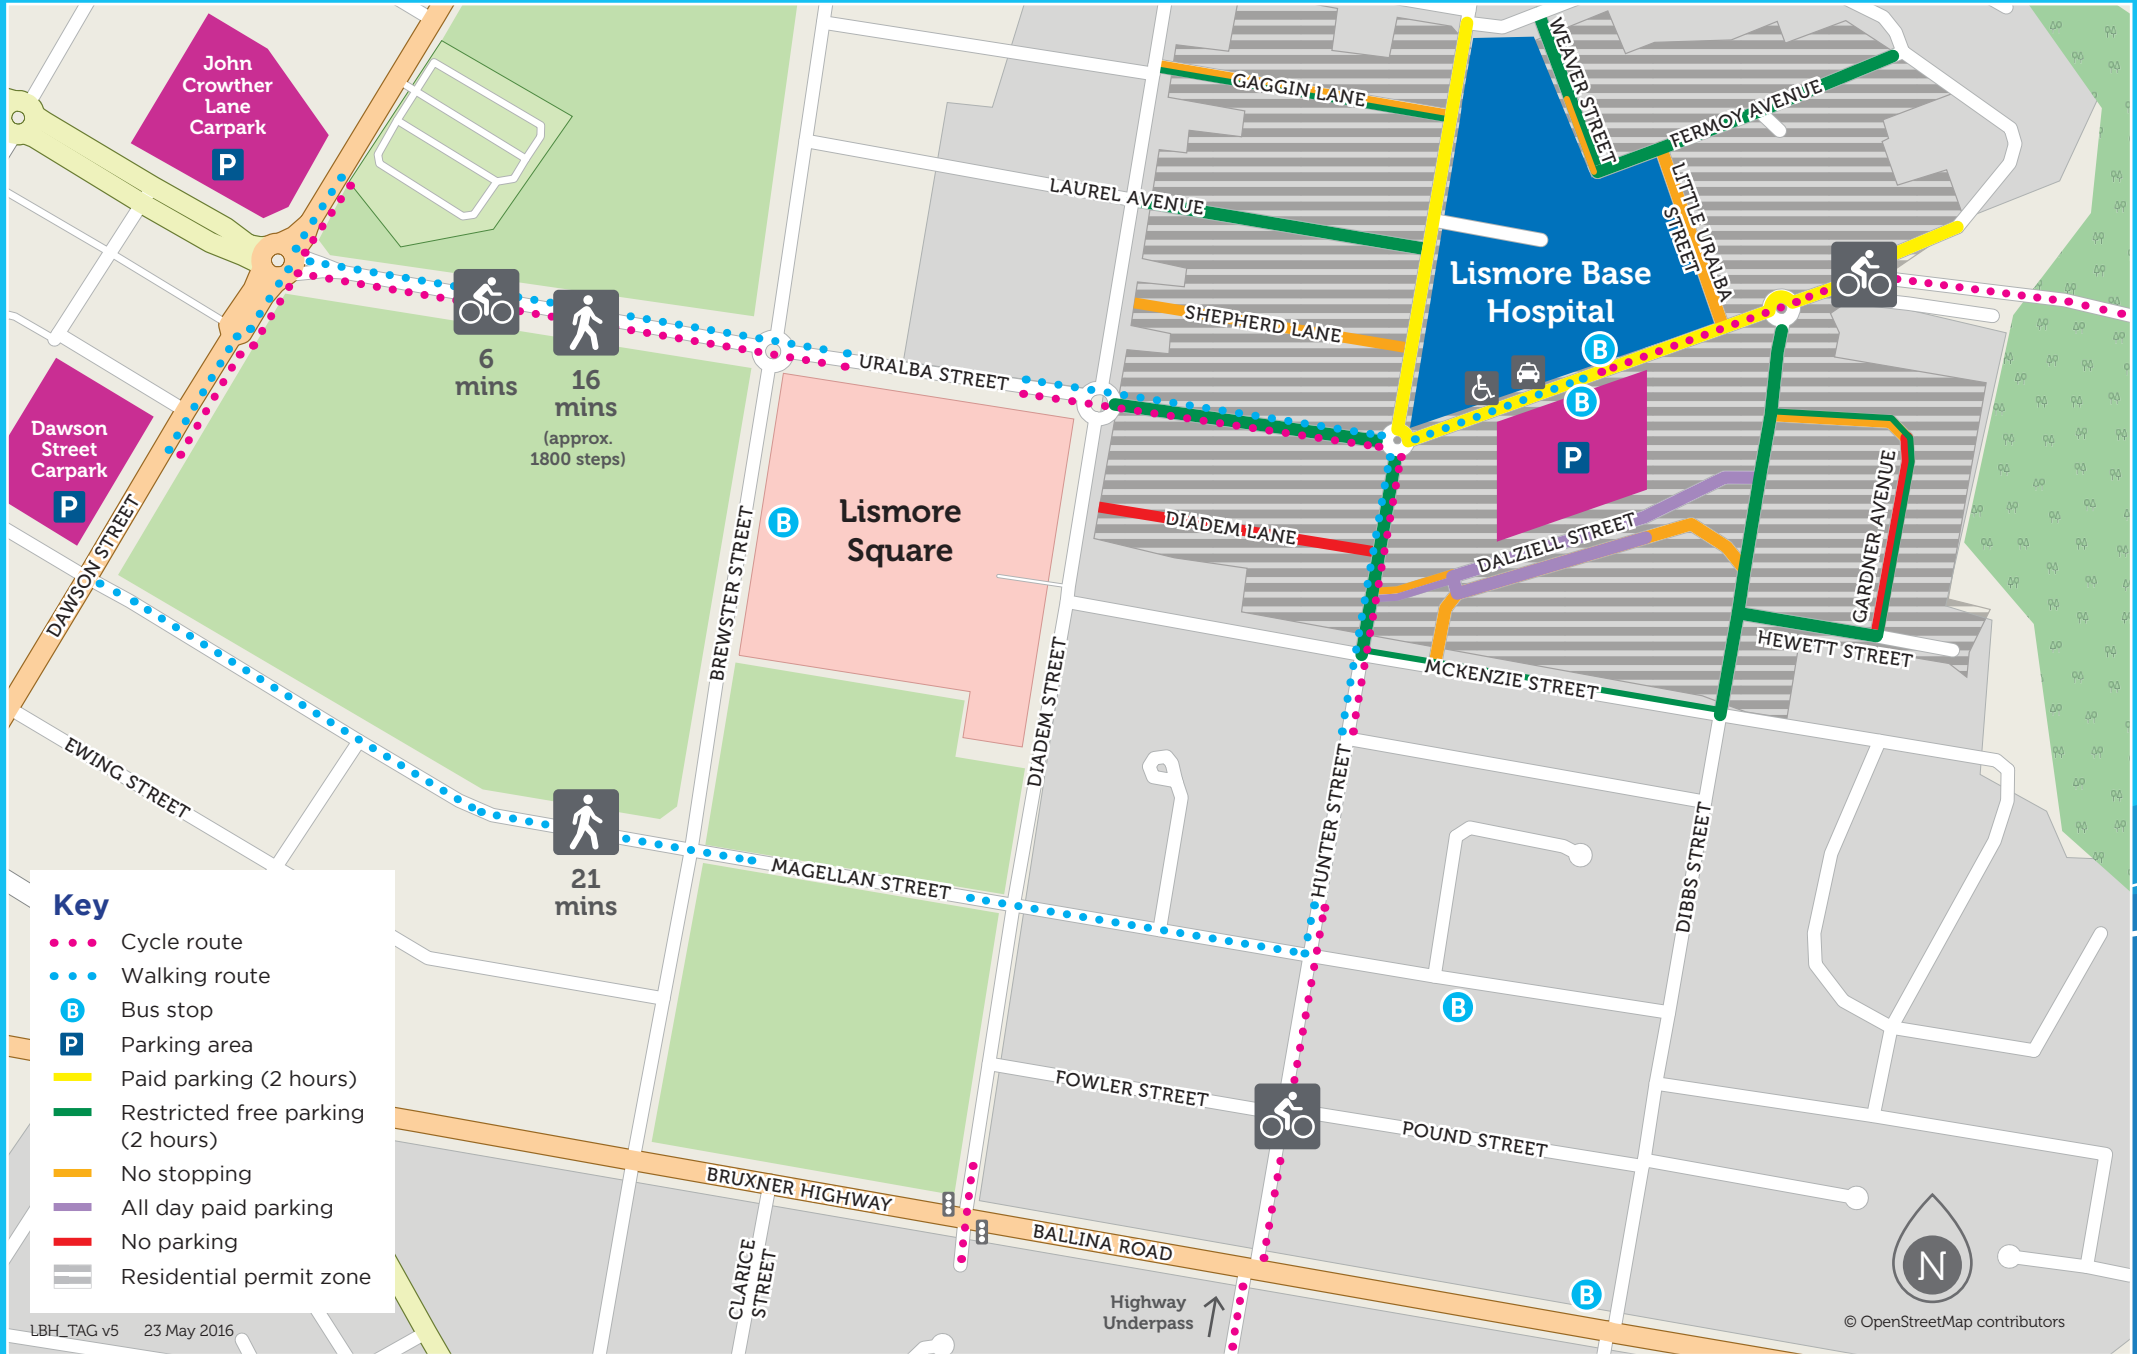 John
Crowther
Lane
Carpark
P
WEAVER STREET
GAGGIN LANE
FERMOY AVENUE
LAUREL AVENUE
LITTLE URALBA
STREET
Lismore Base
Hospital
SHEPHERD LANE
6
mins
16
mins
(approx.
1800 steps)
URALBA STREET
B
B
Dawson
Street
Carpark
P
P
DAWSON STREET
BREWSTER STREET
B
Lismore
Square
DIADEM LANE
DALZIELL STREET
GARDNER AVENUE
HEWETT STREET
MCKENZIE STREET
DIADEM STREET
EWING STREET
HUNTER STREET
DIBBS STREET
21
mins
MAGELLAN STREET
B
FOWLER STREET
POUND STREET
BRUXNER HIGHWAY
BALLINA ROAD
CLARICE
STREET
Highway
Underpass
B
N
Key
Cycle route
Walking route
B Bus stop
P Parking area
Paid parking (2 hours)
Restricted free parking
(2 hours)
No stopping
All day paid parking
No parking
Residential permit zone
LBH_TAG v5 23 May 2016
© OpenStreetMap contributors